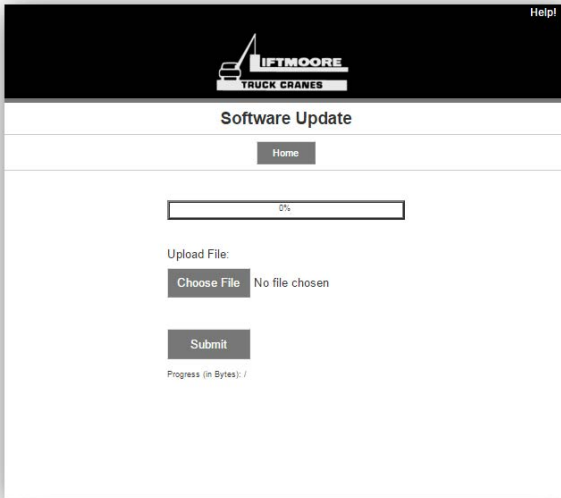 Help!
LIFTMOORE
TRUCK CRANES
Software Update
Home
0%
Upload File:
Choose File No file chosen
Submit
Progress (in Bytes): /